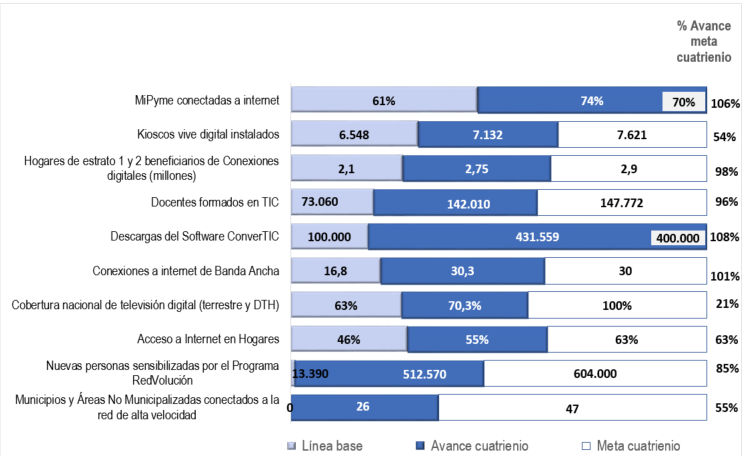 % Avance
meta
cuatrienio
MiPyme conectadas a internet 61% 74% 70% 106%
Kioscos vive digital instalados 6.548 7.132 7.621 54%
Hogares de estrato 1 y 2 beneficiarios de Conexiones
digitales (millones) 2,1 2,75 2,9 98%
Docentes formados en TIC 73.060 142.010 147.772 96%
Descargas del Software ConverTIC 100.000 431.559 400.000 108%
Conexiones a internet de Banda Ancha 16,8 30,3 30 101%
Cobertura nacional de televisión digital (terrestre y DTH) 63% 70,3% 100% 21%
Acceso a Internet en Hogares 46% 55% 63% 63%
Nuevas personas sensibilizadas por el Programa
RedVolución 13.390 512.570 604.000 85%
Municipios y Áreas No Municipalizadas conectados a la
red de alta velocidad 0 26 47 55%
Línea base Avance cuatrienio Meta cuatrienio